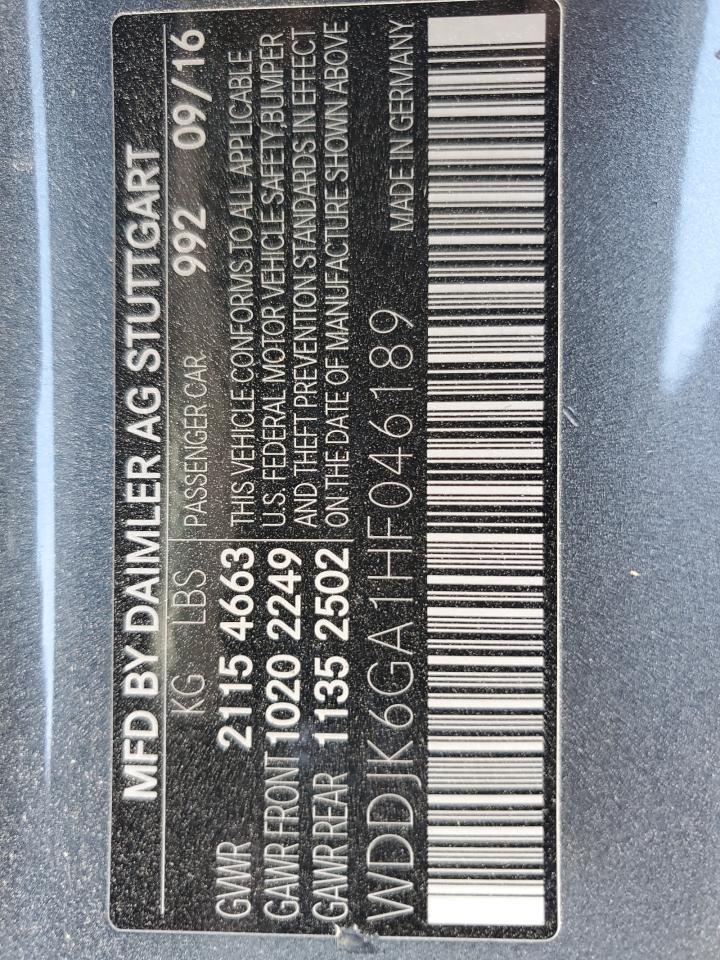 MFD BY DAIMLER AG STUTTGART
KG LBS PASSENGER CAR. 992 09/16
GVWR 2115 4663 THIS VEHICLE CONFORMS TO ALL APPLICABLE
GAWR FRONT 1020 2249 U.S. FEDERAL MOTOR VEHICLE SAFETY,BUMPER,
GAWR REAR 1135 2502 AND THEFT PREVENTION STANDARDS IN EFFECT
ON THE DATE OF MANUFACTURE SHOWN ABOVE
WDDJK6GA1HF046189 MADE IN GERMANY